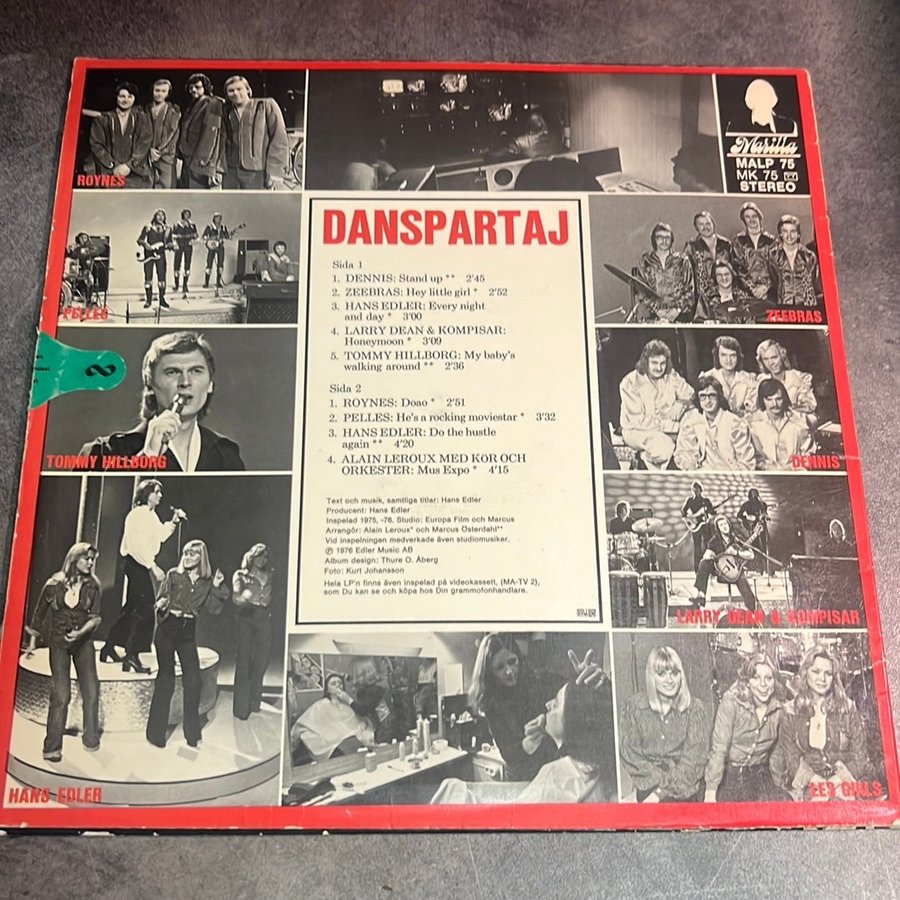 ROYNES
Marilla
MALP 75
MK 75
STEREO
DANSPARTAJ
PELLES
ZEEBRAS
Sida 1
1. DENNIS: Stand up ** 2'45
2. ZEEBRAS: Hey little girl * 2'52
3. HANS EDLER: Every night
and day * 3'00
4. LARRY DEAN & KOMPISAR:
Honeymoon * 3'09
5. TOMMY HILLBORG: My baby's
walking around ** 2'36
Sida 2
1. ROYNES: Doao * 2'51
2. PELLES: He's a rocking moviestar * 3'32
3. HANS EDLER: Do the hustle
again ** 4'20
4. ALAIN LEROUX MED KÖR OCH
ORKESTER: Mus Expo * 4'15
2
TOMMY HILLBORG
DENNIS
Text och musik, samtliga titlar: Hans Edler
Producent: Hans Edler
Inspelad 1975, -76. Studio: Europa Film och Marcus
Arrangör: Alain Leroux* och Marcus Österdahl**
Vid inspelningen medverkade även studiomusiker.
Ⓟ 1976 Edler Music AB
Album design: Thure O. Åberg
Foto: Kurt Johansson
Hela LP'n finns även inspelad på videokassett, (MA-TV 2),
som Du kan se och köpa hos Din grammofonhandlare.
LARRY DEAN & KOMPISAR
HANS EDLER
LES GIRLS